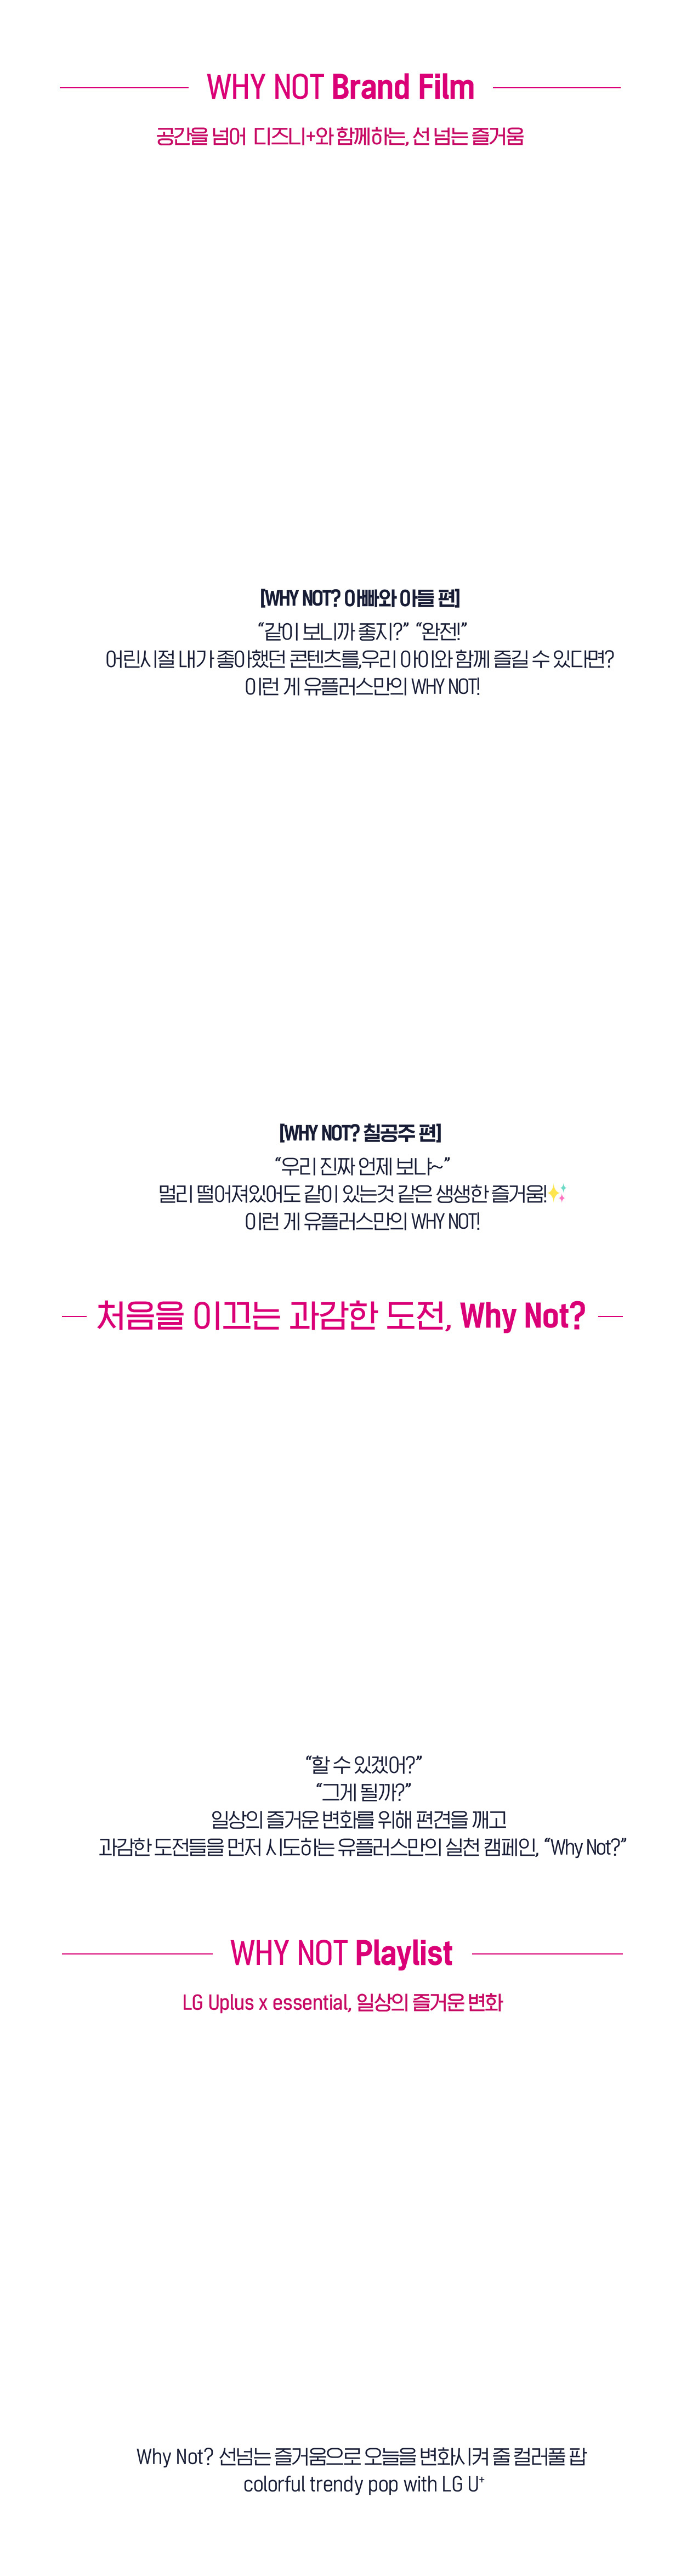 WHY NOT Brand Film
공간을 넘어 디즈니+와 함께하는, 선 넘는 즐거움
[WHY NOT? 아빠와 아들 편]
“같이 보니까 좋지?” “완전!”
어린시절 내가 좋아했던 콘텐츠를,우리 아이와 함께 즐길 수 있다면?
이런 게 유플러스만의 WHY NOT!
[WHY NOT? 칠공주 편]
“우리 진짜 언제 보냐~”
멀리 떨어져있어도 같이 있는것 같은 생생한 즐거움!✨
이런 게 유플러스만의 WHY NOT!
처음을 이끄는 과감한 도전, Why Not?
“할 수 있겠어?”
“그게 될까?”
일상의 즐거운 변화를 위해 편견을 깨고
과감한 도전들을 먼저 시도하는 유플러스만의 실천 캠페인, “Why Not?”
WHY NOT Playlist
LG Uplus x essential, 일상의 즐거운 변화
Why Not? 선넘는 즐거움으로 오늘을 변화시켜 줄 컬러풀 팝
colorful trendy pop with LG U⁺